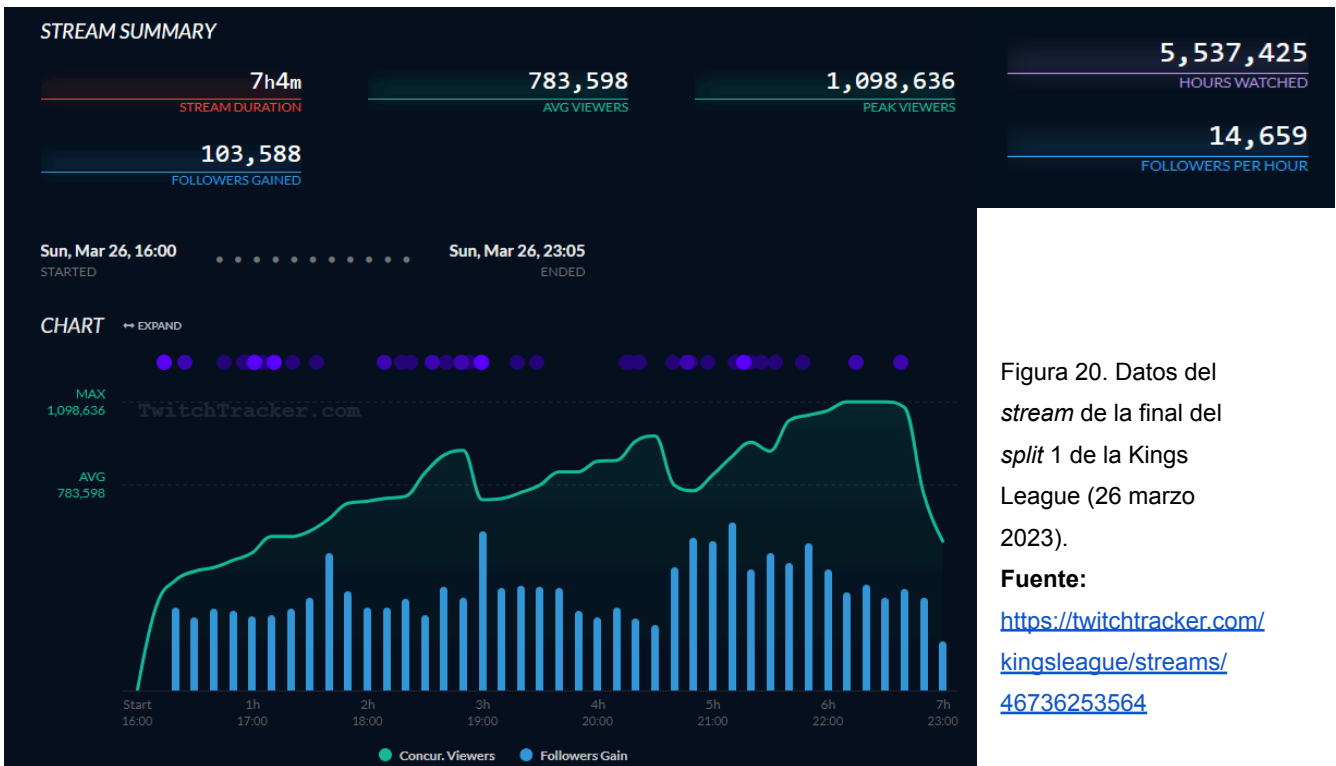 STREAM SUMMARY
7h4m
STREAM DURATION
783,598
AVG VIEWERS
1,098,636
PEAK VIEWERS
5,537,425
HOURS WATCHED
103,588
FOLLOWERS GAINED
14,659
FOLLOWERS PER HOUR
Sun, Mar 26, 16:00
STARTED
Sun, Mar 26, 23:05
ENDED
CHART ↔ EXPAND
MAX
1,098,636
TwitchTracker.com
AVG
783,598
Start 1h 2h 3h 4h 5h 6h 7h
16:00 17:00 18:00 19:00 20:00 21:00 22:00 23:00
Concur. Viewers Followers Gain
Figura 20. Datos del
stream de la final del
split 1 de la Kings
League (26 marzo
2023).
Fuente:
https://twitchtracker.com/
kingsleague/streams/
46736253564